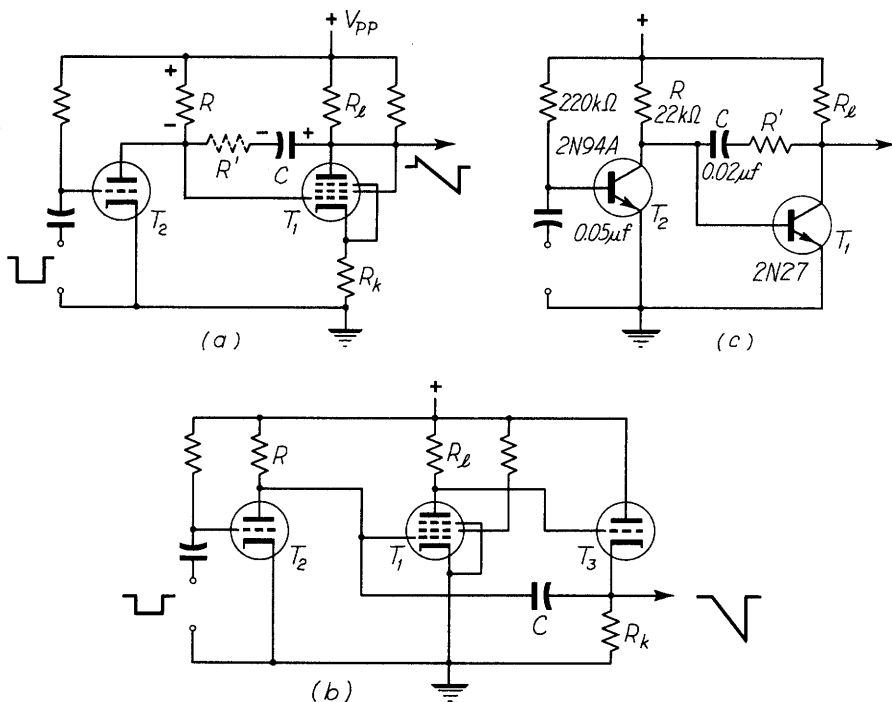 + V_PP
+
R
−
R_ℓ
R'
−
+
C
T_2
T_1
R_k
(a)
+
220kΩ
R
22kΩ
C
R'
R_ℓ
2N94A
0.02μf
T_2
0.05μf
T_1
2N27
(c)
+
R
R_ℓ
T_2
T_1
T_3
C
R_k
(b)